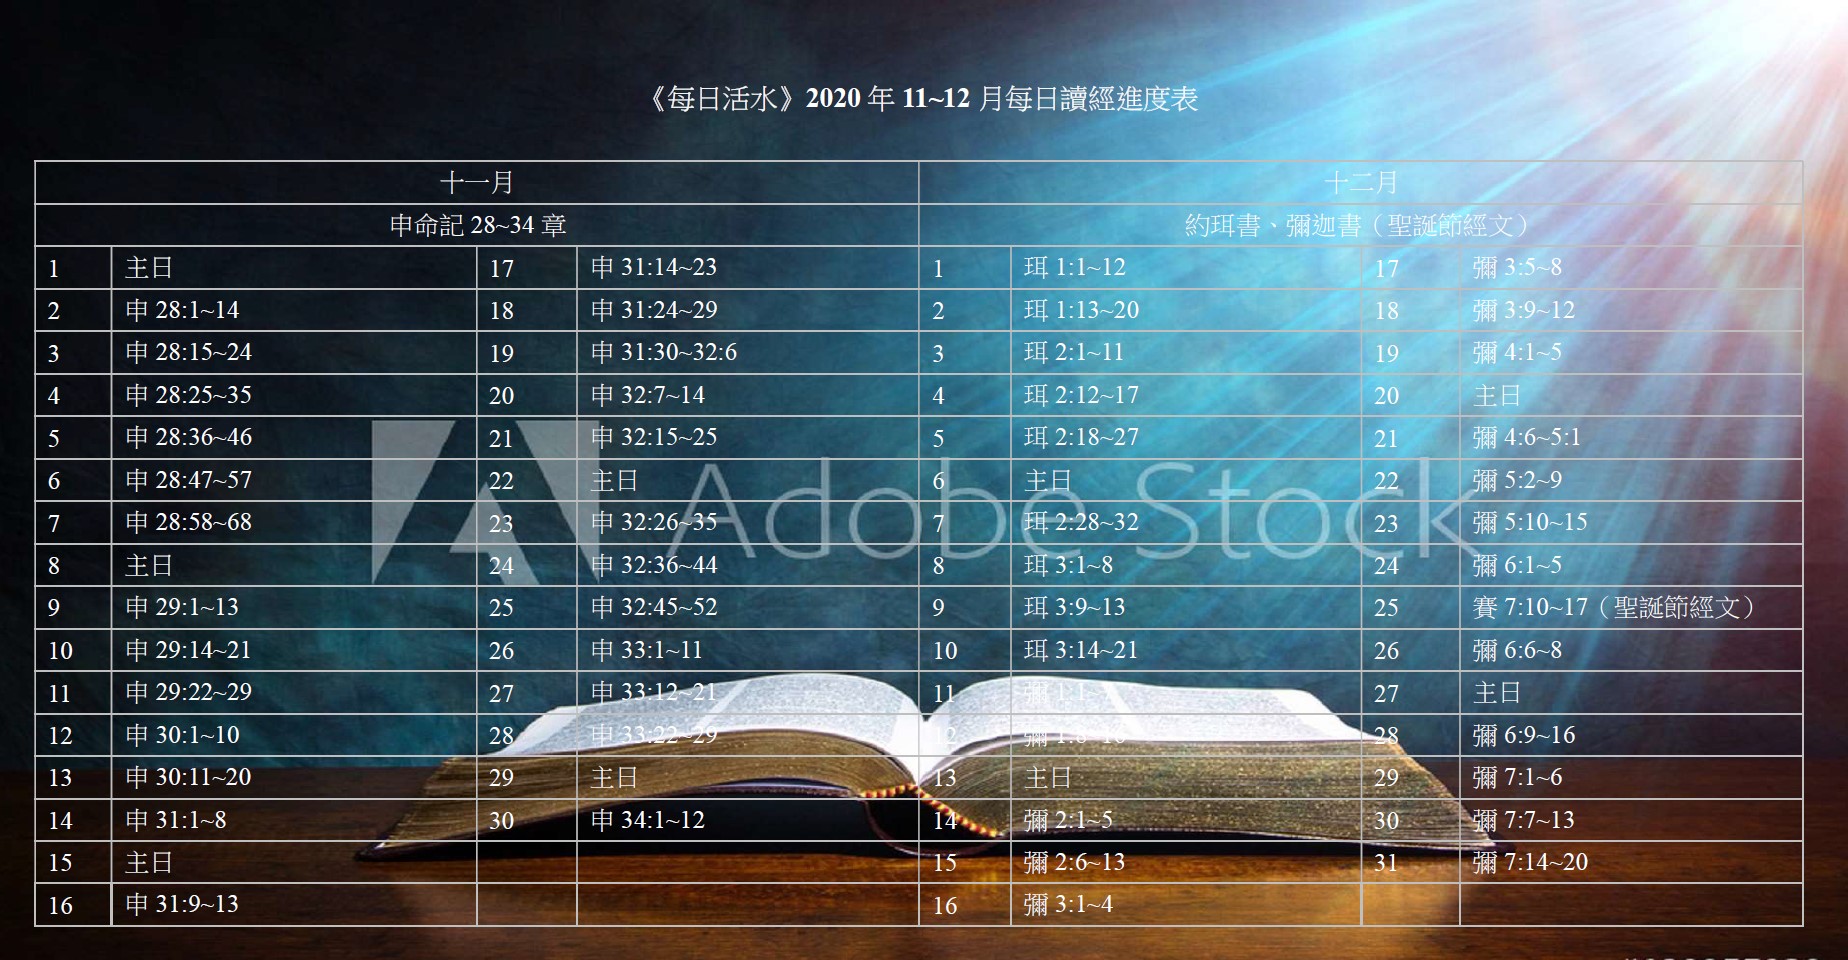 《每日活水》2020 年 11~12 月每日讀經進度表
十一月 十二月
申命記 28~34 章 約珥書、彌迦書（聖誕節經文）
1 主日 17 申 31:14~23 1 珥 1:1~12 17 彌 3:5~8
2 申 28:1~14 18 申 31:24~29 2 珥 1:13~20 18 彌 3:9~12
3 申 28:15~24 19 申 31:30~32:6 3 珥 2:1~11 19 彌 4:1~5
4 申 28:25~35 20 申 32:7~14 4 珥 2:12~17 20 主日
5 申 28:36~46 21 申 32:15~25 5 珥 2:18~27 21 彌 4:6~5:1
6 申 28:47~57 22 主日 6 主日 22 彌 5:2~9
7 申 28:58~68 23 申 32:26~35 7 珥 2:28~32 23 彌 5:10~15
8 主日 24 申 32:36~44 8 珥 3:1~8 24 彌 6:1~5
9 申 29:1~13 25 申 32:45~52 9 珥 3:9~13 25 賽 7:10~17（聖誕節經文）
10 申 29:14~21 26 申 33:1~11 10 珥 3:14~21 26 彌 6:6~8
11 申 29:22~29 27 申 33:12~21 11 彌 27 主日
12 申 30:1~10 28 申 33:22~29 12 彌 28 彌 6:9~16
13 申 30:11~20 29 主日 13 主日 29 彌 7:1~6
14 申 31:1~8 30 申 34:1~12 14 彌 2:1~5 30 彌 7:7~13
15 主日 15 彌 2:6~13 31 彌 7:14~20
16 申 31:9~13 16 彌 3:1~4
Adobe Stock